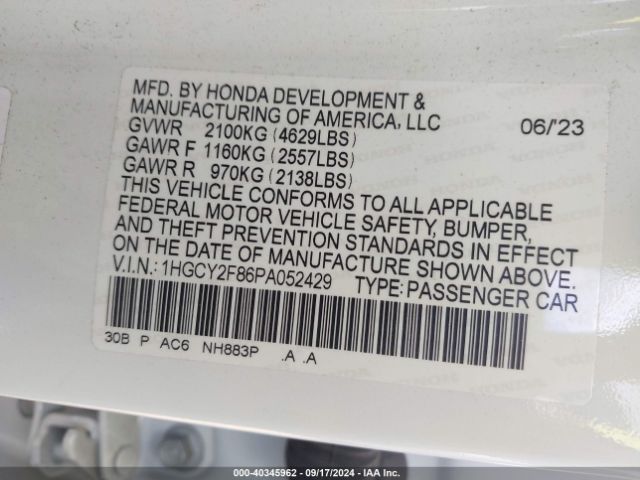 MFD. BY HONDA DEVELOPMENT &
MANUFACTURING OF AMERICA, LLC 06/'23
GVWR 2100KG (4629LBS)
GAWR F 1160KG (2557LBS)
GAWR R 970KG (2138LBS)
THIS VEHICLE CONFORMS TO ALL APPLICABLE
FEDERAL MOTOR VEHICLE SAFETY, BUMPER,
AND THEFT PREVENTION STANDARDS IN EFFECT
ON THE DATE OF MANUFACTURE SHOWN ABOVE.
V.I.N.: 1HGCY2F86PA052429 TYPE: PASSENGER CAR
30B P AC6 NH883P .A .A
000-40345962 - 09/17/2024 - IAA Inc.